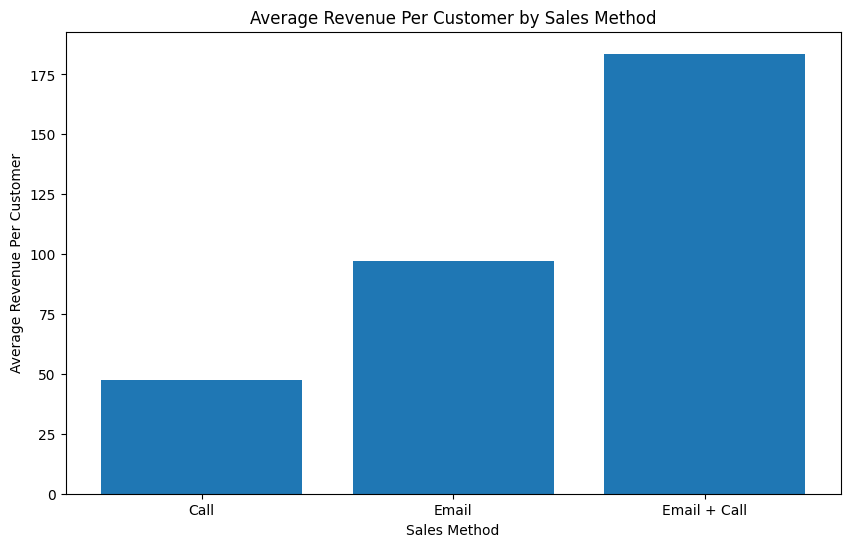 Average Revenue Per Customer by Sales Method
Average Revenue Per Customer
175
150
125
100
75
50
25
0
Call
Email
Email + Call
Sales Method